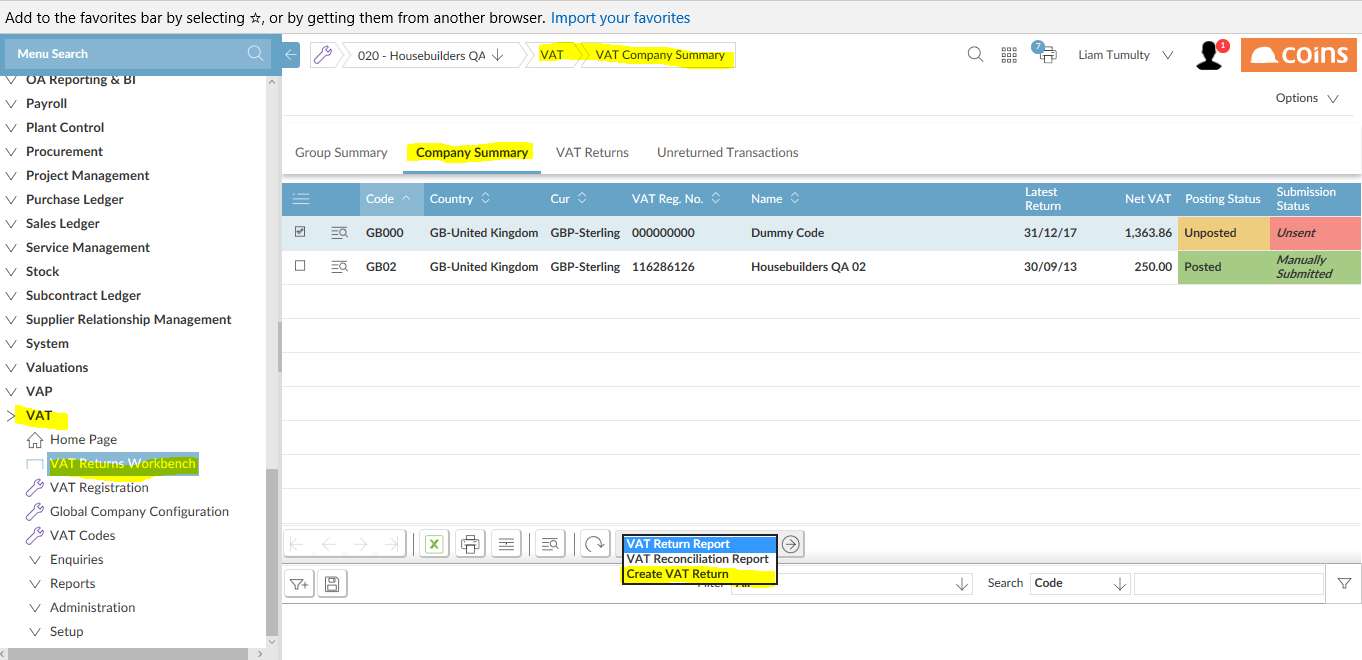 Add to the favorites bar by selecting ☆, or by getting them from another browser. Import your favorites
Menu Search
OA Reporting & BI
Payroll
Plant Control
Procurement
Project Management
Purchase Ledger
Sales Ledger
Service Management
Stock
Subcontract Ledger
Supplier Relationship Management
System
Valuations
VAP
VAT
Home Page
VAT Returns Workbench
VAT Registration
Global Company Configuration
VAT Codes
Enquiries
Reports
Administration
Setup
020 - Housebuilders QA
VAT
VAT Company Summary
7
Liam Tumulty
1
coins
Options
Group Summary
Company Summary
VAT Returns
Unreturned Transactions
Code Country Cur VAT Reg. No. Name Latest Return Net VAT Posting Status Submission Status
GB000 GB-United Kingdom GBP-Sterling 000000000 Dummy Code 31/12/17 1,363.86 Unposted Unsent
GB02 GB-United Kingdom GBP-Sterling 116286126 Housebuilders QA 02 30/09/13 250.00 Posted Manually Submitted
VAT Return Report
VAT Reconciliation Report
Create VAT Return
Search
Code